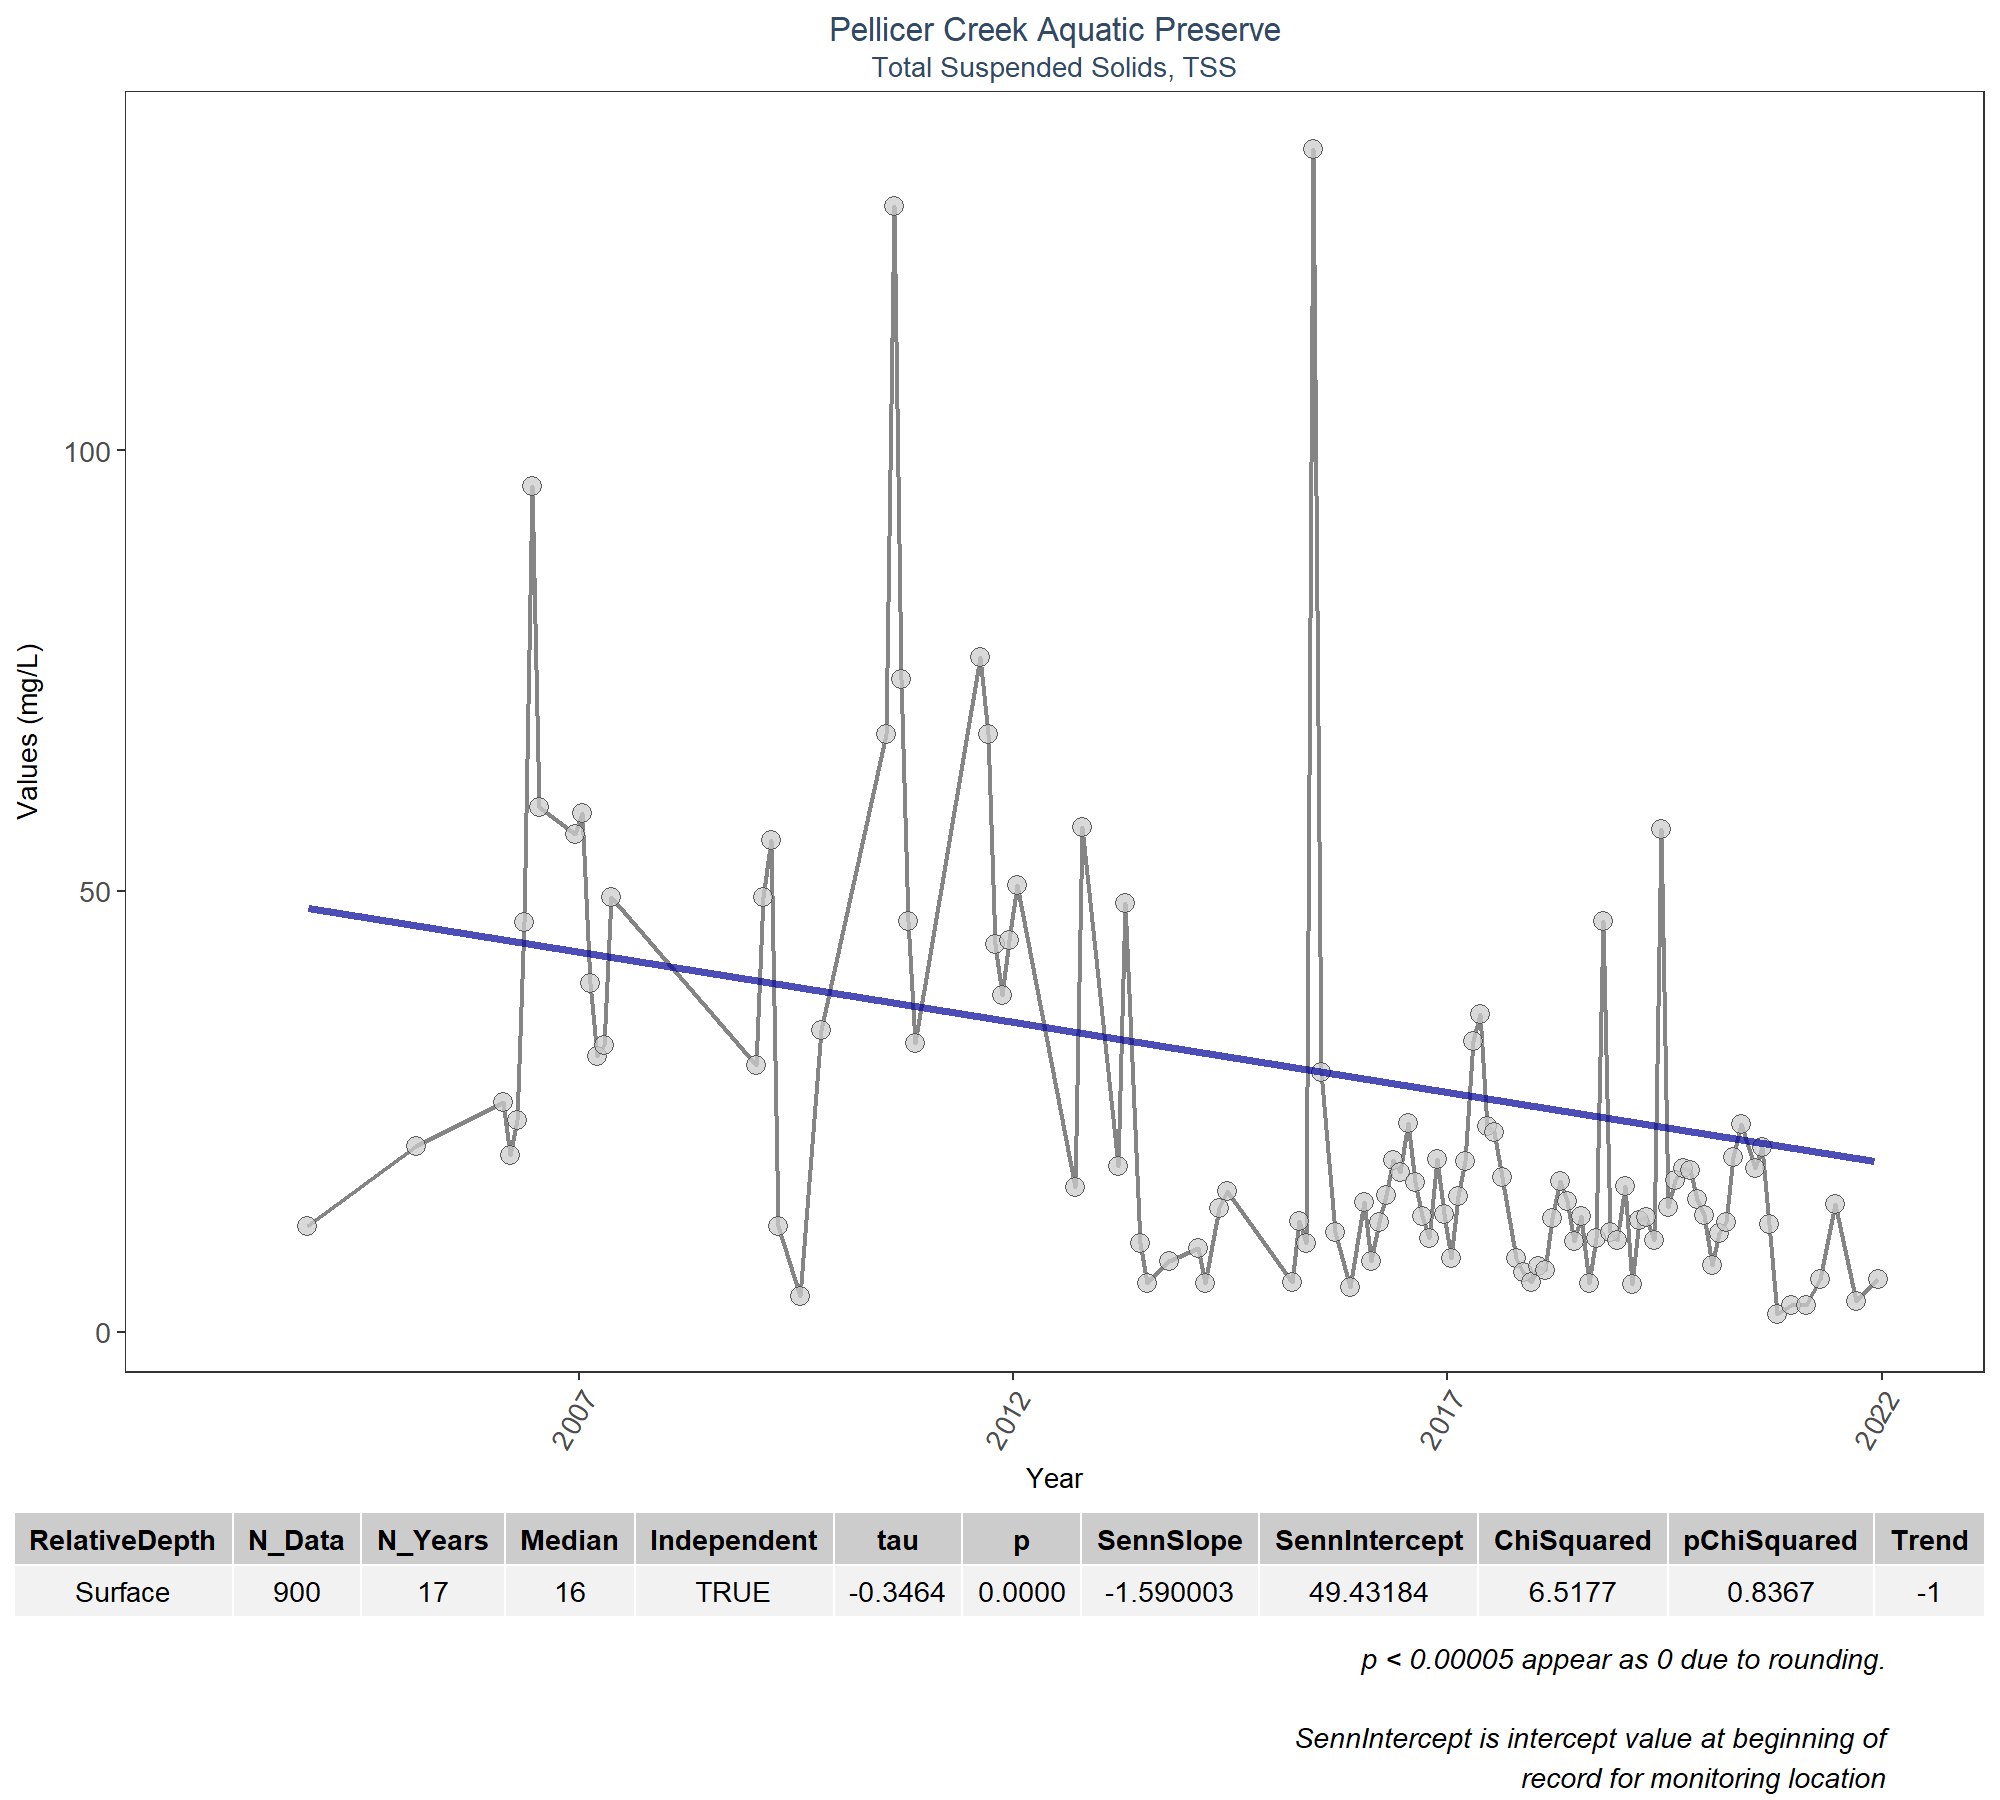 Pellicer Creek Aquatic Preserve
Total Suspended Solids, TSS
Values (mg/L)
100
50
0
2007 2012 2017 2022
Year
RelativeDepth N_Data N_Years Median Independent tau p SennSlope SennIntercept ChiSquared pChiSquared Trend
Surface 900 17 16 TRUE -0.3464 0.0000 -1.590003 49.43184 6.5177 0.8367 -1
p < 0.00005 appear as 0 due to rounding.
SennIntercept is intercept value at beginning of
record for monitoring location